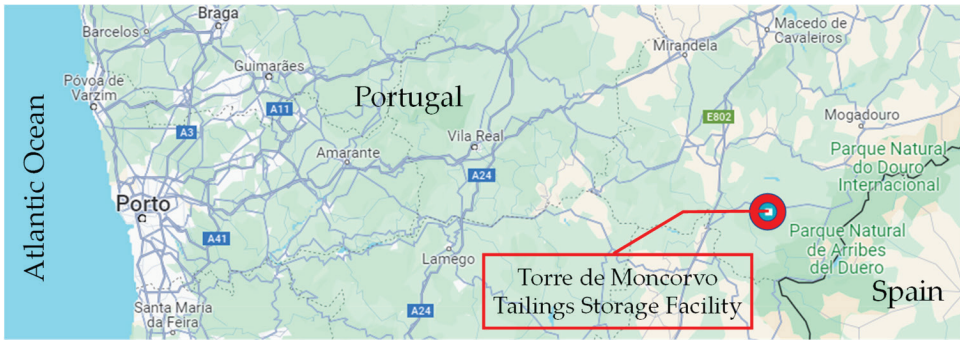 Braga
Barcelos
Macedo de
Cavaleiros
Mirandela
Guimarães
Póvoa de
Varzim
Portugal
A11
E802
Mogadouro
A3
Vila Real
Amarante
Parque Natural
do Douro
Internacional
A24
Atlantic Ocean
Porto
A41
Parque Natural
de Arribes
del Duero
Lamego
Torre de Moncorvo
Tailings Storage Facility
Spain
Santa Maria
da Feira
A24